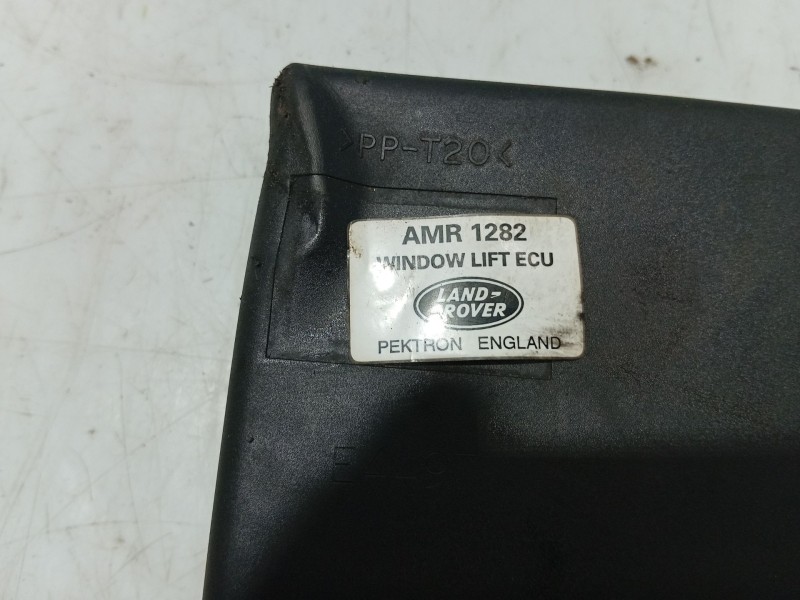 >PP-T20<
AMR 1282
WINDOW LIFT ECU
LAND-
ROVER
PEKTRON ENGLAND